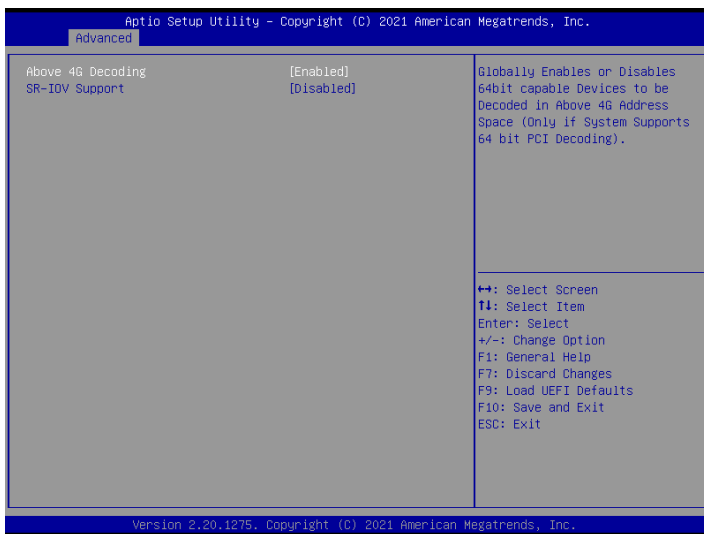 Aptio Setup Utility – Copyright (C) 2021 American Megatrends, Inc.
Advanced
Above 4G Decoding [Enabled]
SR-IOV Support [Disabled]
Globally Enables or Disables
64bit capable Devices to be
Decoded in Above 4G Address
Space (Only if System Supports
64 bit PCI Decoding).
↔: Select Screen
↑↓: Select Item
Enter: Select
+/-: Change Option
F1: General Help
F7: Discard Changes
F9: Load UEFI Defaults
F10: Save and Exit
ESC: Exit
Version 2.20.1275. Copyright (C) 2021 American Megatrends, Inc.